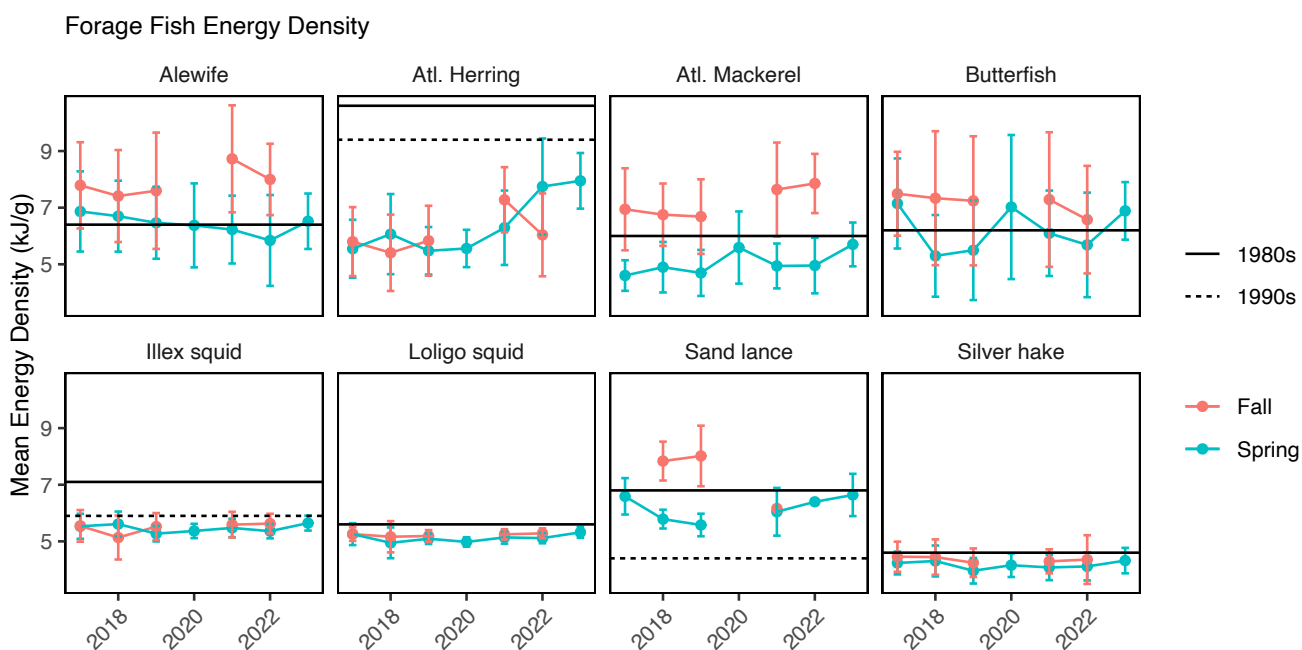 Forage Fish Energy Density
Alewife
Atl. Herring
Atl. Mackerel
Butterfish
9
7
5
Illex squid
Loligo squid
Sand lance
Silver hake
9
7
5
Mean Energy Density (kJ/g)
2018
2020
2022
2018
2020
2022
2018
2020
2022
2018
2020
2022
1980s
1990s
Fall
Spring